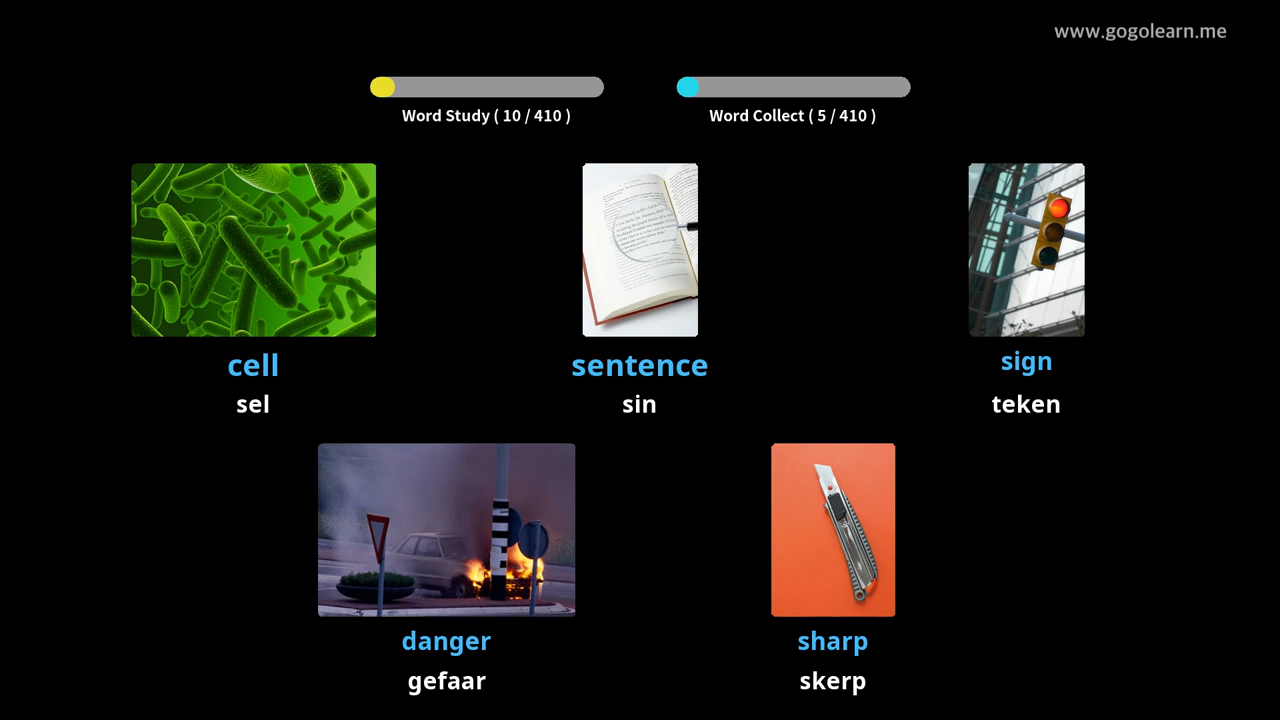 www.gogolearn.me
Word Study ( 10 / 410 )
Word Collect ( 5 / 410 )
cell
sel
sentence
sin
sign
teken
danger
gefaar
sharp
skerp